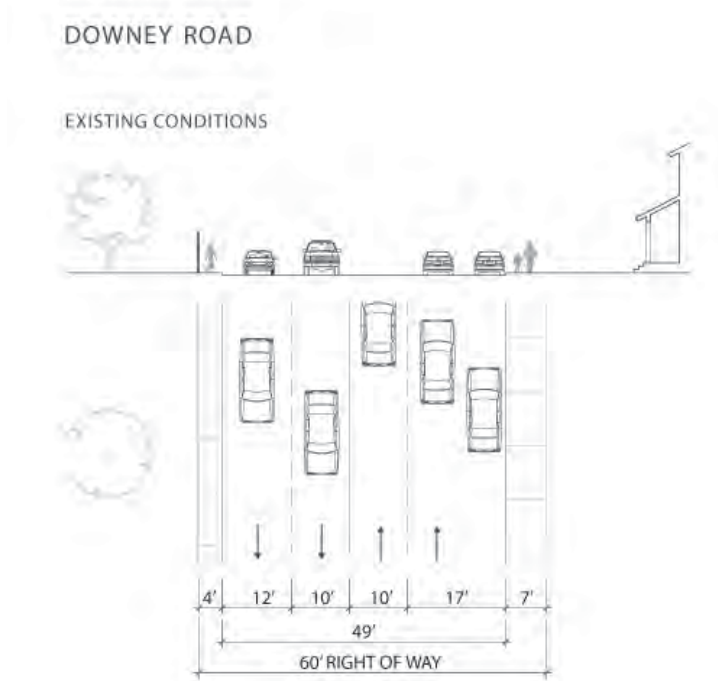 DOWNEY ROAD
EXISTING CONDITIONS
4' 12' 10' 10' 17' 7'
49'
60' RIGHT OF WAY